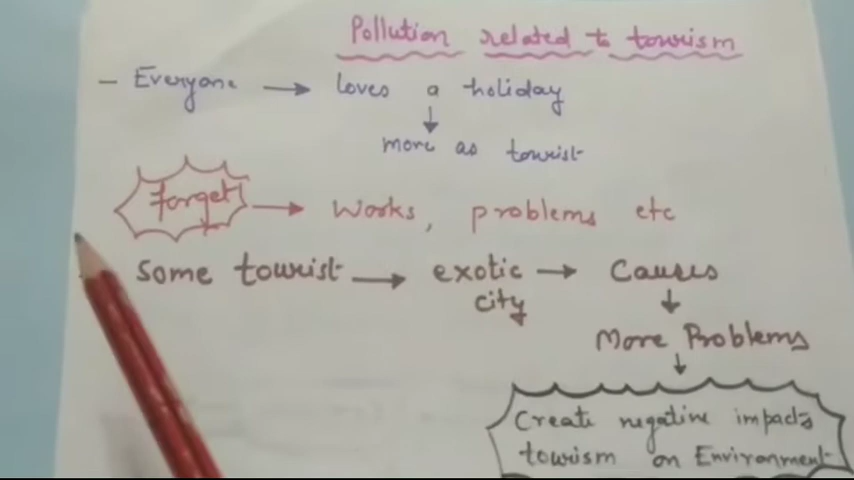 Pollution related to tourism
- Everyone → loves a holiday
↓
more as tourist
Forget → Works, problems etc
Some tourist → exotic city → Causes
↓
More Problems
↓
Create negative impacts
tourism on Environment